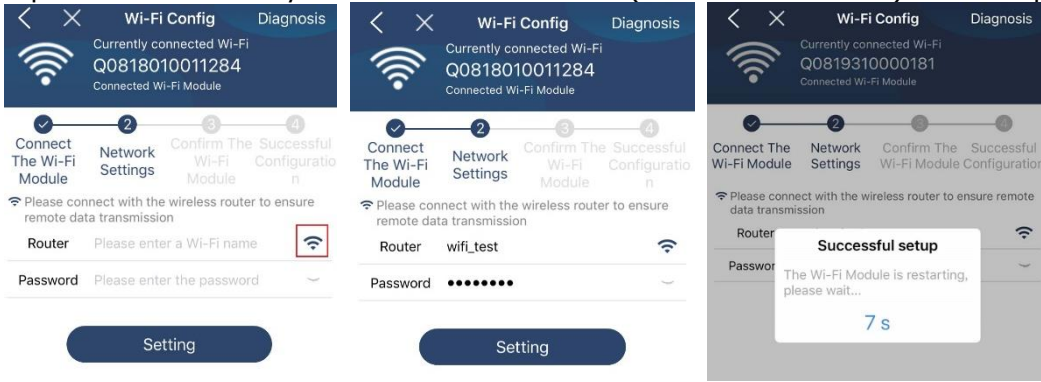 Wi-Fi Config Diagnosis
Currently connected Wi-Fi
Q0818010011284
Connected Wi-Fi Module
2 3 4
Connect The Wi-Fi Module
Network Settings
Confirm The Wi-Fi Module
Successful Configuratio n
Please connect with the wireless router to ensure
remote data transmission
Router Please enter a Wi-Fi name
Password Please enter the password
Setting
Wi-Fi Config Diagnosis
Currently connected Wi-Fi
Q0818010011284
Connected Wi-Fi Module
2 3 4
Connect The Wi-Fi Module
Network Settings
Confirm The Wi-Fi Module
Successful Configuratio n
Please connect with the wireless router to ensure
remote data transmission
Router wifi_test
Password ••••••••
Setting
Wi-Fi Config Diagnosis
Currently connected Wi-Fi
Q0819310000181
Connected Wi-Fi Module
2 3 4
Connect The Wi-Fi Module
Network Settings
Confirm The Wi-Fi Module
Successful Configuration
Please connect with the wireless router to ensure remote
data transmission
Router
Passwor
Successful setup
The Wi-Fi Module is restarting,
please wait...
7 s